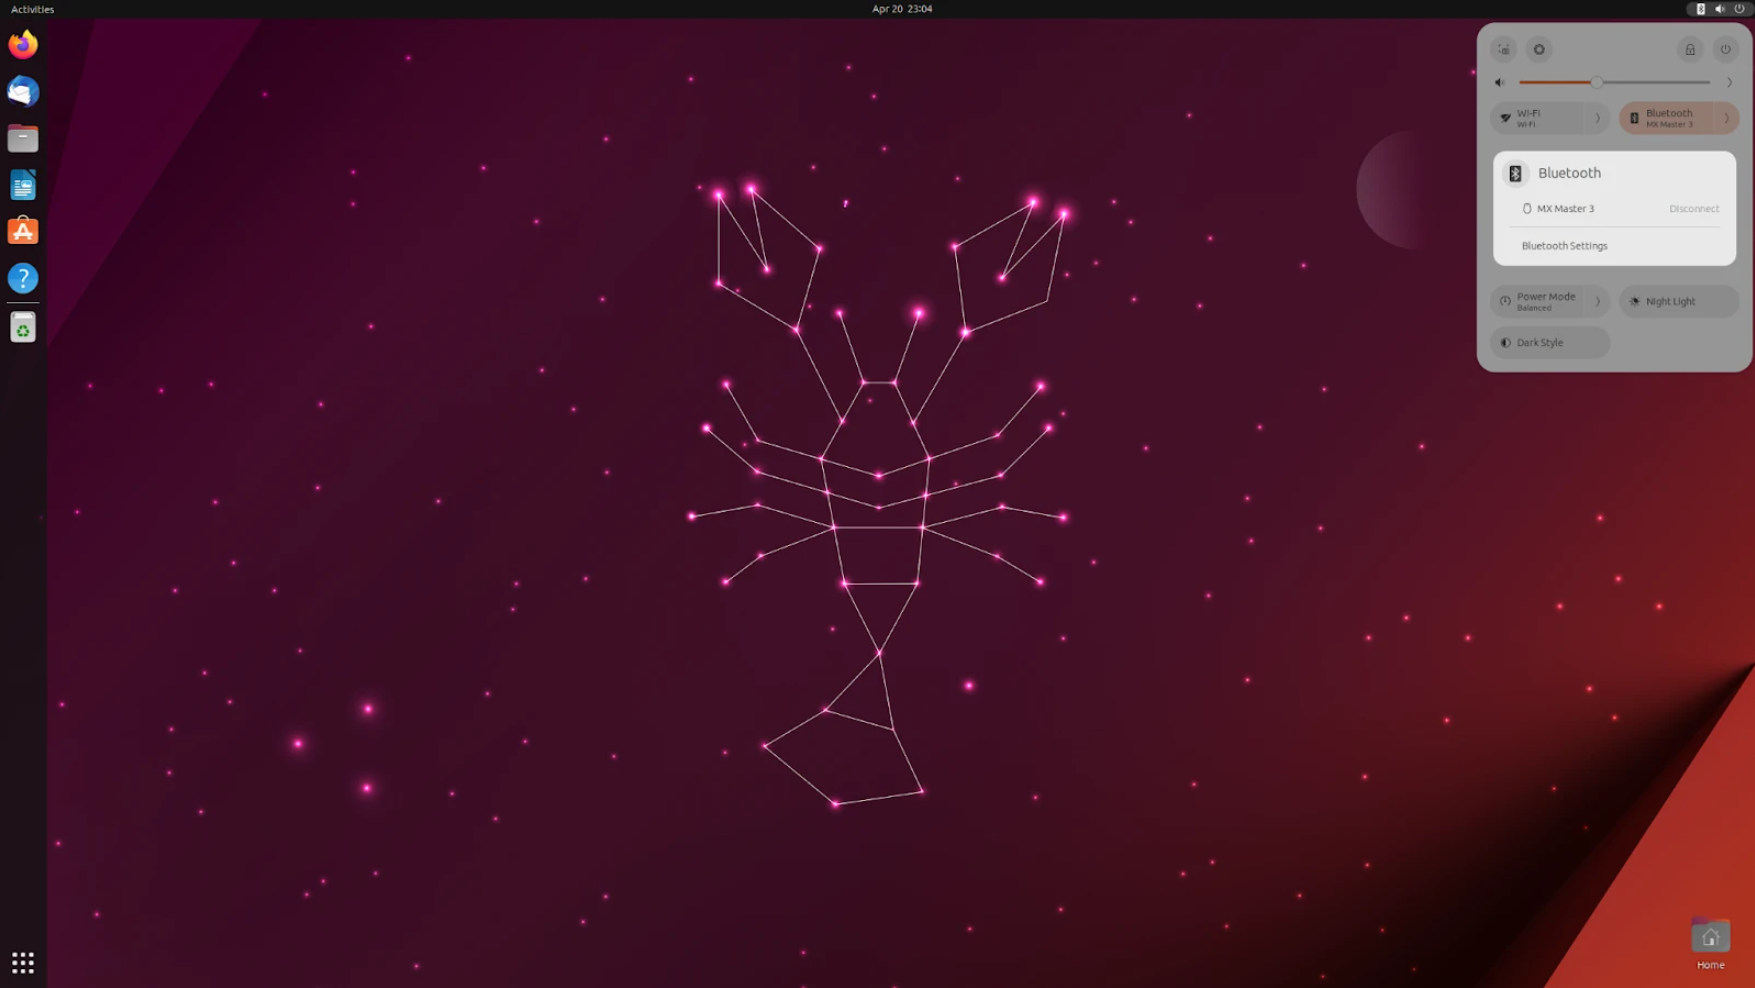 Activities
Apr 20 23:04
Wi-Fi
Wi-Fi
Bluetooth
MX Master 3
Bluetooth
MX Master 3 Disconnect
Bluetooth Settings
Power Mode
Balanced
Night Light
Dark Style
Home